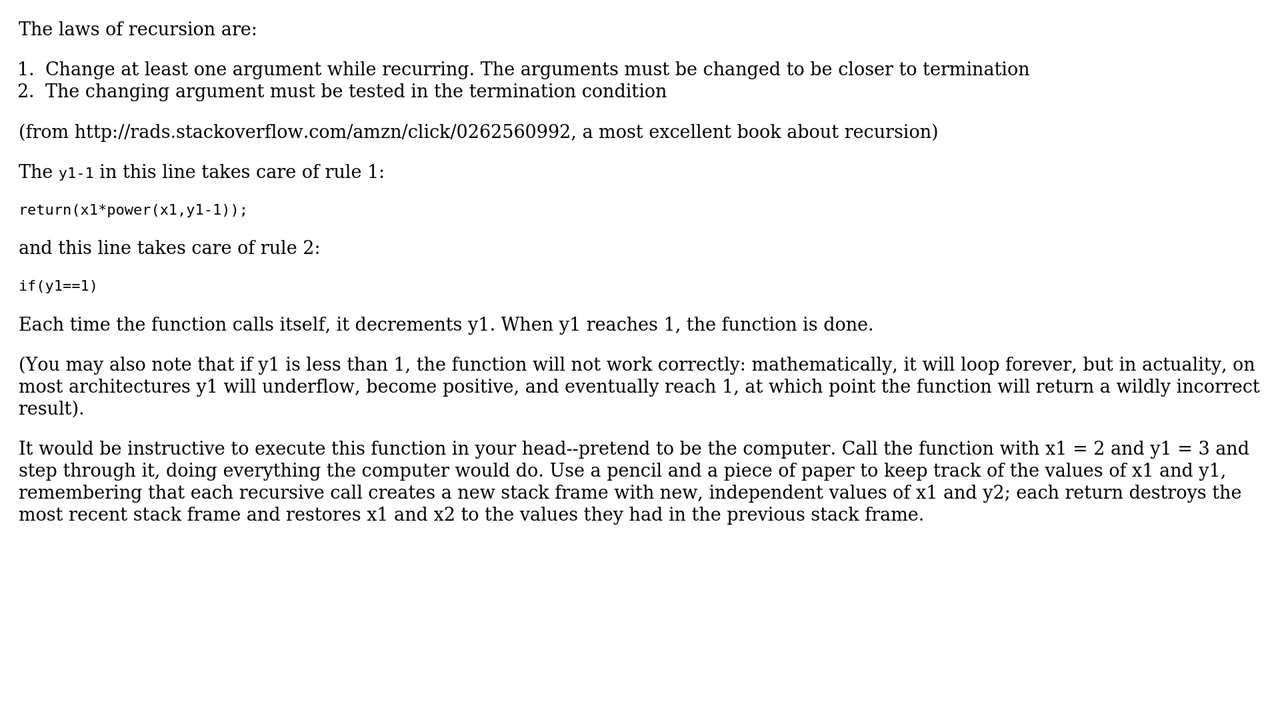 The laws of recursion are:
1. Change at least one argument while recurring. The arguments must be changed to be closer to termination
2. The changing argument must be tested in the termination condition
(from http://rads.stackoverflow.com/amzn/click/0262560992, a most excellent book about recursion)
The y1-1 in this line takes care of rule 1:
return(x1*power(x1,y1-1));
and this line takes care of rule 2:
if(y1==1)
Each time the function calls itself, it decrements y1. When y1 reaches 1, the function is done.
(You may also note that if y1 is less than 1, the function will not work correctly: mathematically, it will loop forever, but in actuality, on
most architectures y1 will underflow, become positive, and eventually reach 1, at which point the function will return a wildly incorrect
result).
It would be instructive to execute this function in your head--pretend to be the computer. Call the function with x1 = 2 and y1 = 3 and
step through it, doing everything the computer would do. Use a pencil and a piece of paper to keep track of the values of x1 and y1,
remembering that each recursive call creates a new stack frame with new, independent values of x1 and y2; each return destroys the
most recent stack frame and restores x1 and x2 to the values they had in the previous stack frame.